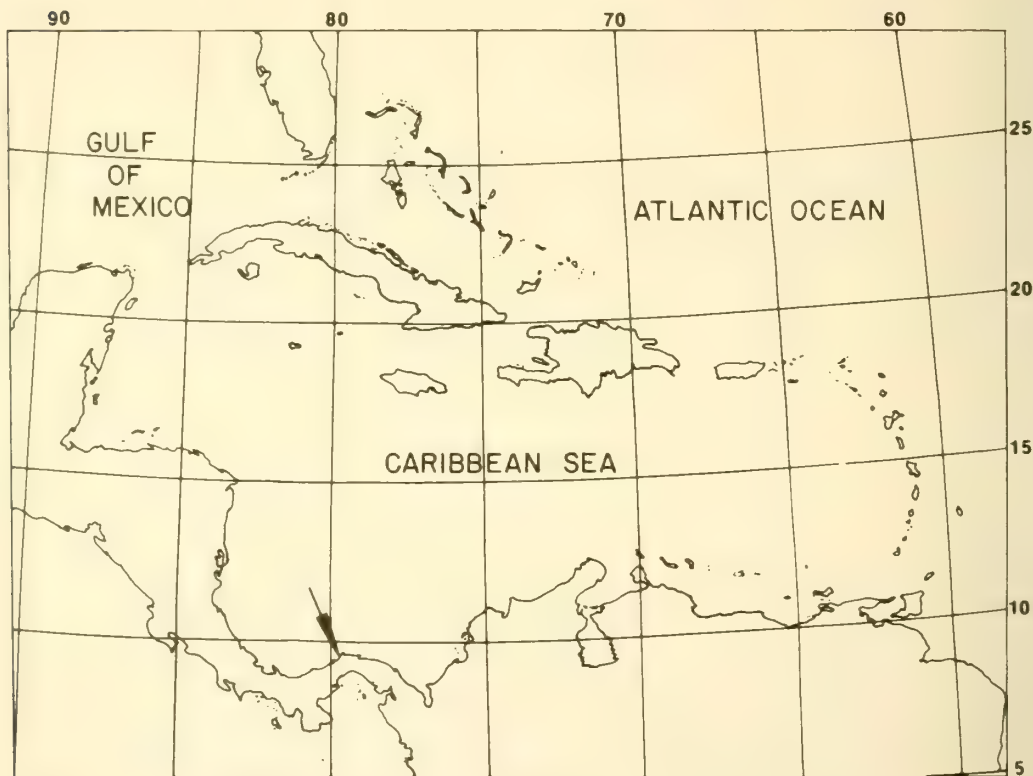 90 80 70 60
25
GULF
OF
MEXICO
ATLANTIC OCEAN
20
15
CARIBBEAN SEA
10
5